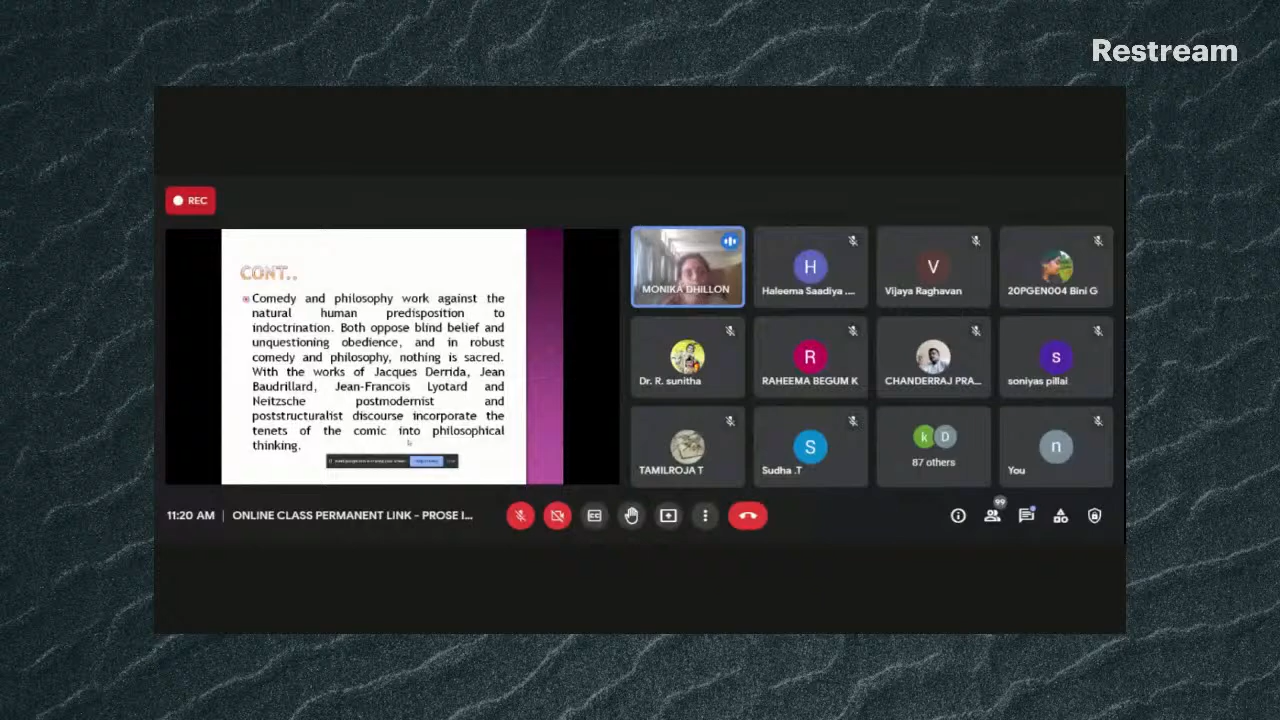 Restream
REC
CONT..
Comedy and philosophy work against the
natural human predisposition to
indoctrination. Both oppose blind belief and
unquestioning obedience, and in robust
comedy and philosophy, nothing is sacred.
With the works of Jacques Derrida, Jean
Baudrillard, Jean-Francois Lyotard and
Neitzsche postmodernist and
poststructuralist discourse incorporate the
tenets of the comic into philosophical
thinking.
MONIKA DHILLON
H
Haleema Saadiya ....
V
Vijaya Raghavan
20PGEN004 Bini G
Dr. R. sunitha
R
RAHEEMA BEGUM K
CHANDERRAJ PRA...
s
soniyas pillai
TAMILROJA T
S
Sudha .T
k D
87 others
n
You
11:20 AM | ONLINE CLASS PERMANENT LINK - PROSE I...
CC
99